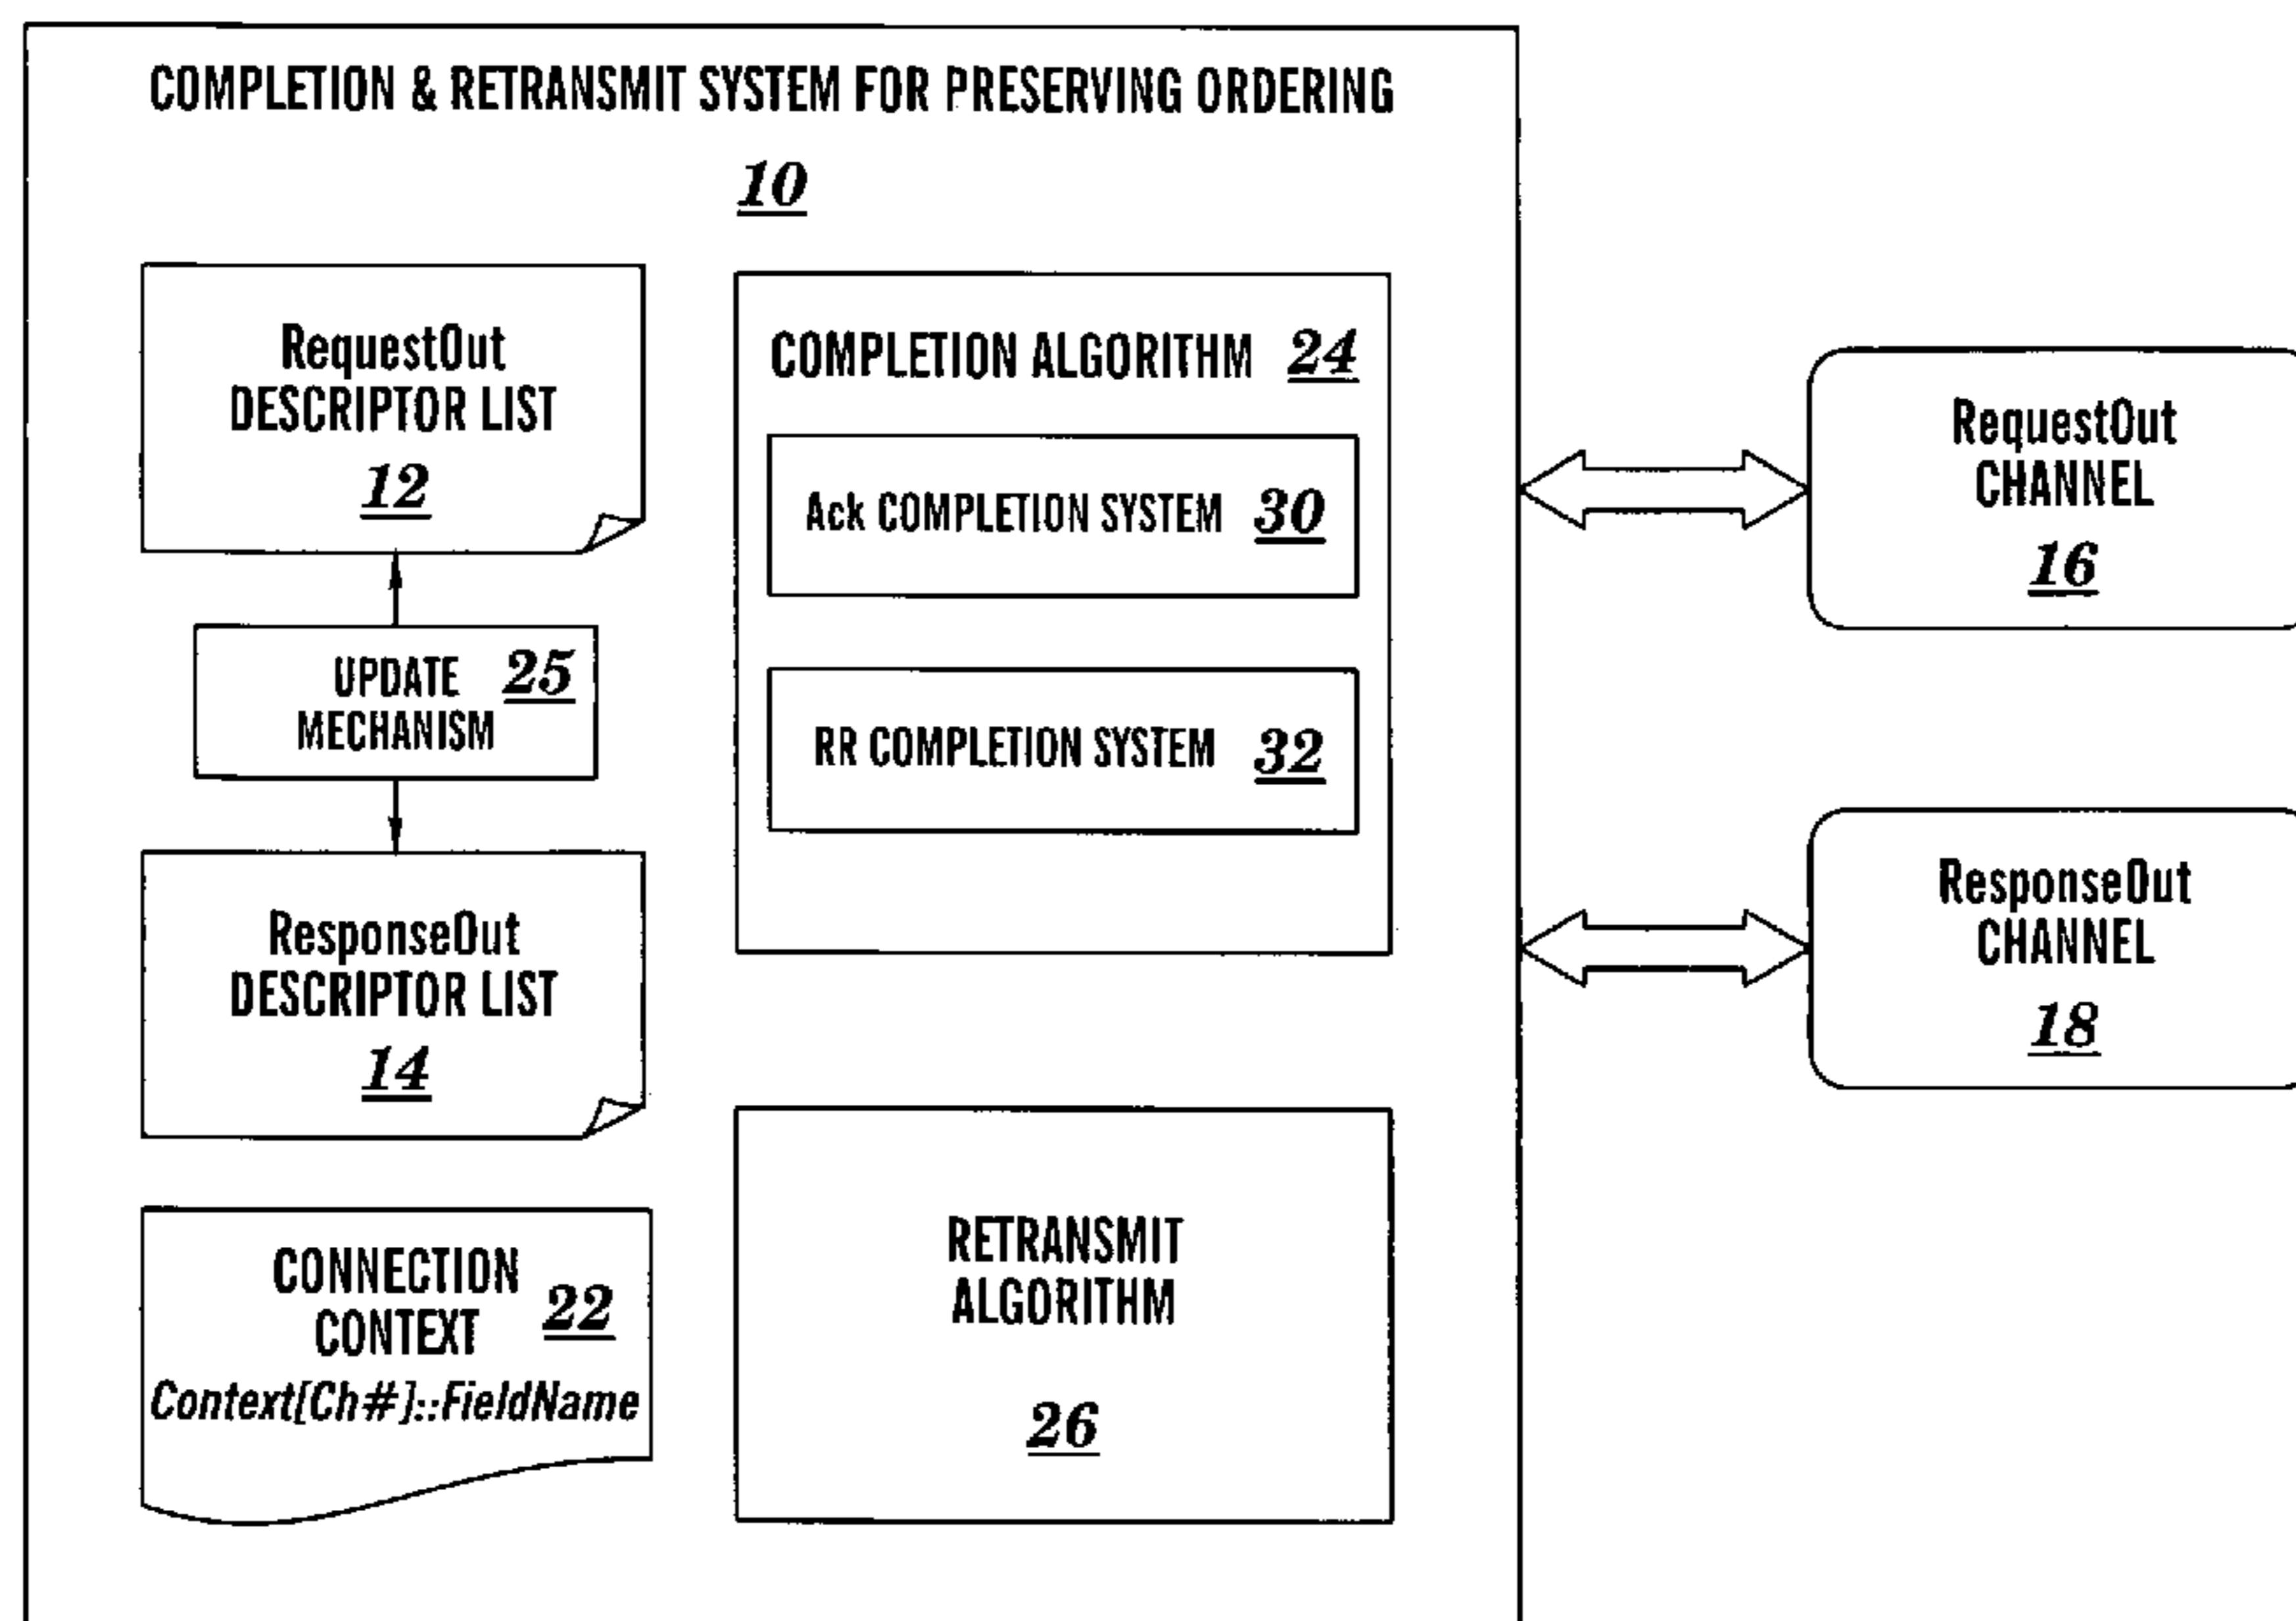 COMPLETION & RETRANSMIT SYSTEM FOR PRESERVING ORDERING
10
RequestOut
DESCRIPTOR LIST
12
UPDATE
MECHANISM 25
ResponseOut
DESCRIPTOR LIST
14
CONNECTION
CONTEXT 22
Context[Ch#]::FieldName
COMPLETION ALGORITHM 24
Ack COMPLETION SYSTEM 30
RR COMPLETION SYSTEM 32
RETRANSMIT
ALGORITHM
26
RequestOut
CHANNEL
16
ResponseOut
CHANNEL
18